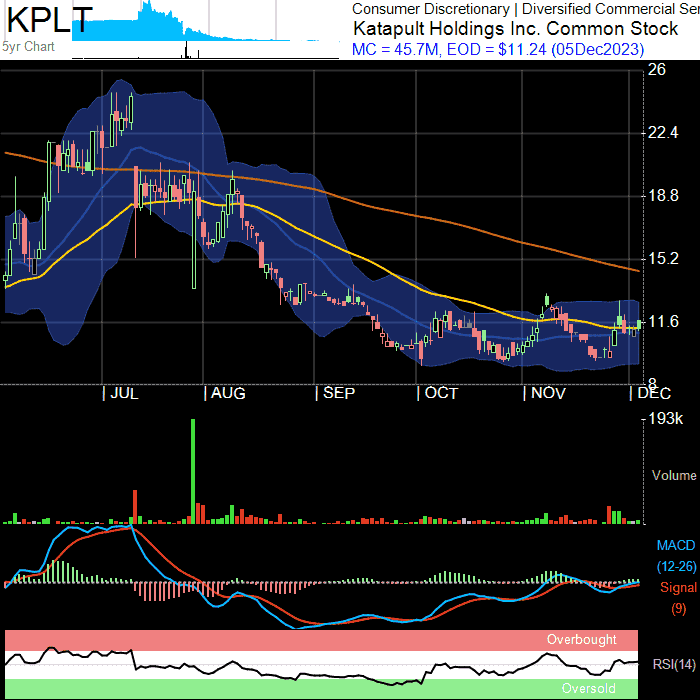 KPLT
5yr Chart
Consumer Discretionary | Diversified Commercial Ser
Katapult Holdings Inc. Common Stock
MC = 45.7M, EOD = $11.24 (05Dec2023)
26
22.4
18.8
15.2
11.6
8
JUL AUG SEP OCT NOV DEC
193k
Volume
MACD
(12-26)
Signal
(9)
Overbought
RSI(14)
Oversold